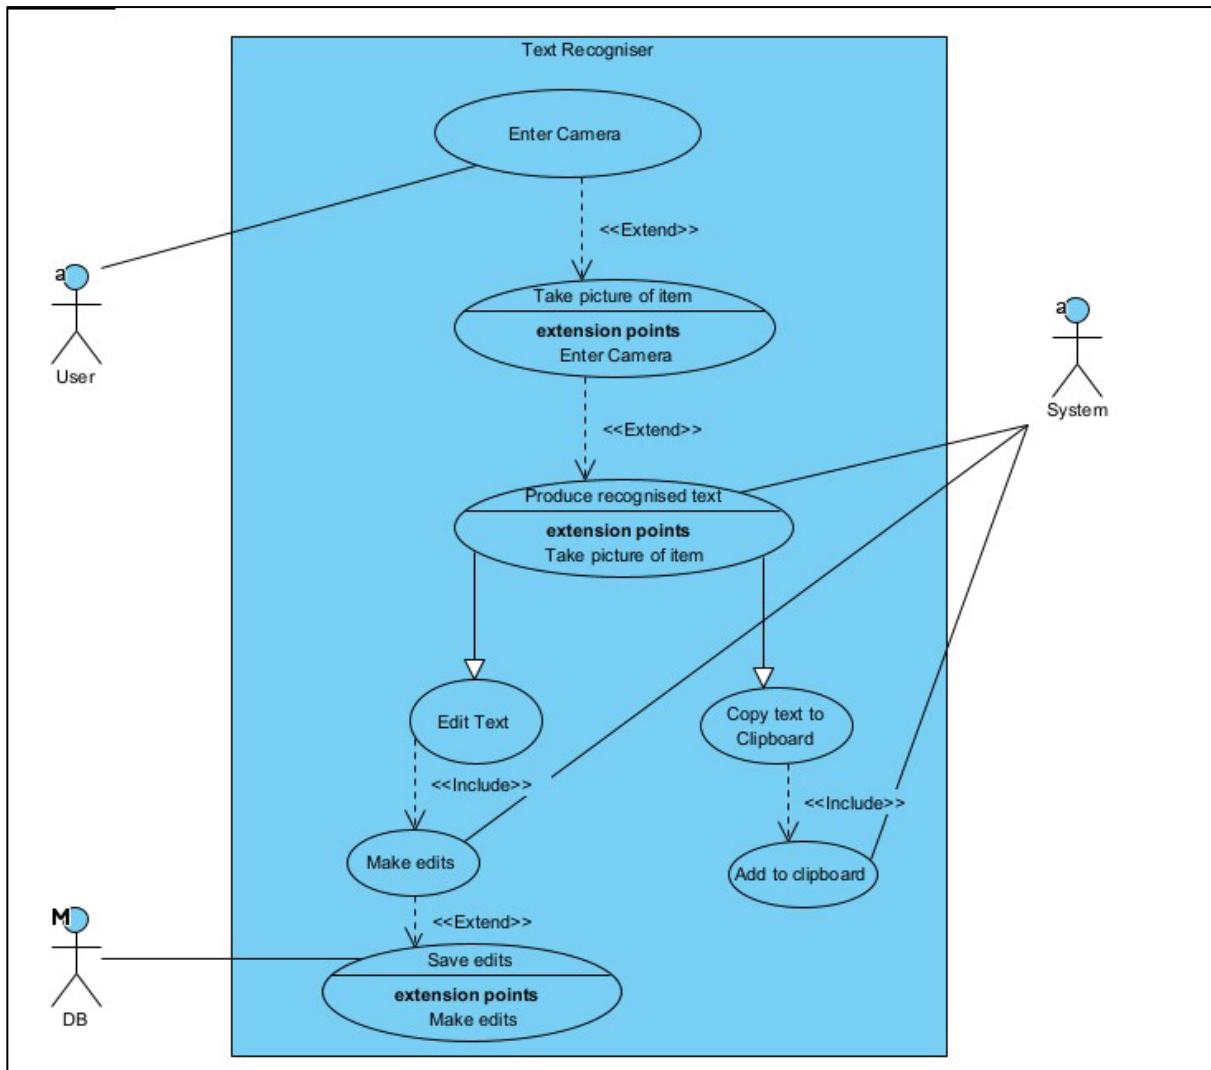 Text Recogniser
Enter Camera
<<Extend>>
a
User
Take picture of item
extension points
Enter Camera
a
System
<<Extend>>
Produce recognised text
extension points
Take picture of item
Edit Text
Copy text to
Clipboard
<<Include>>
<<Include>>
Make edits
Add to clipboard
M
DB
<<Extend>>
Save edits
extension points
Make edits